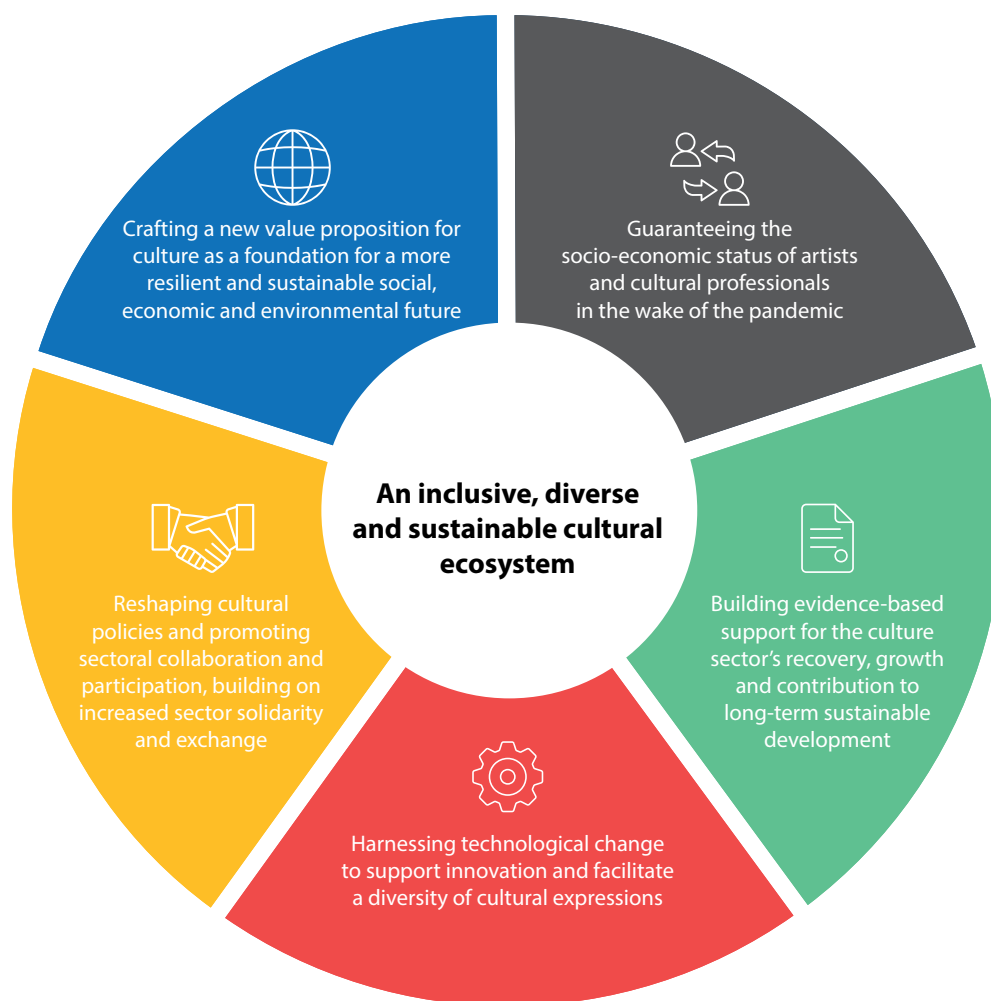 Crafting a new value proposition for
culture as a foundation for a more
resilient and sustainable social,
economic and environmental future
Guaranteeing the
socio-economic status of artists
and cultural professionals
in the wake of the pandemic
An inclusive, diverse
and sustainable cultural
ecosystem
Reshaping cultural
policies and promoting
sectoral collaboration and
participation, building on
increased sector solidarity
and exchange
Building evidence-based
support for the culture
sector’s recovery, growth
and contribution to
long-term sustainable
development
Harnessing technological change
to support innovation and facilitate
a diversity of cultural expressions